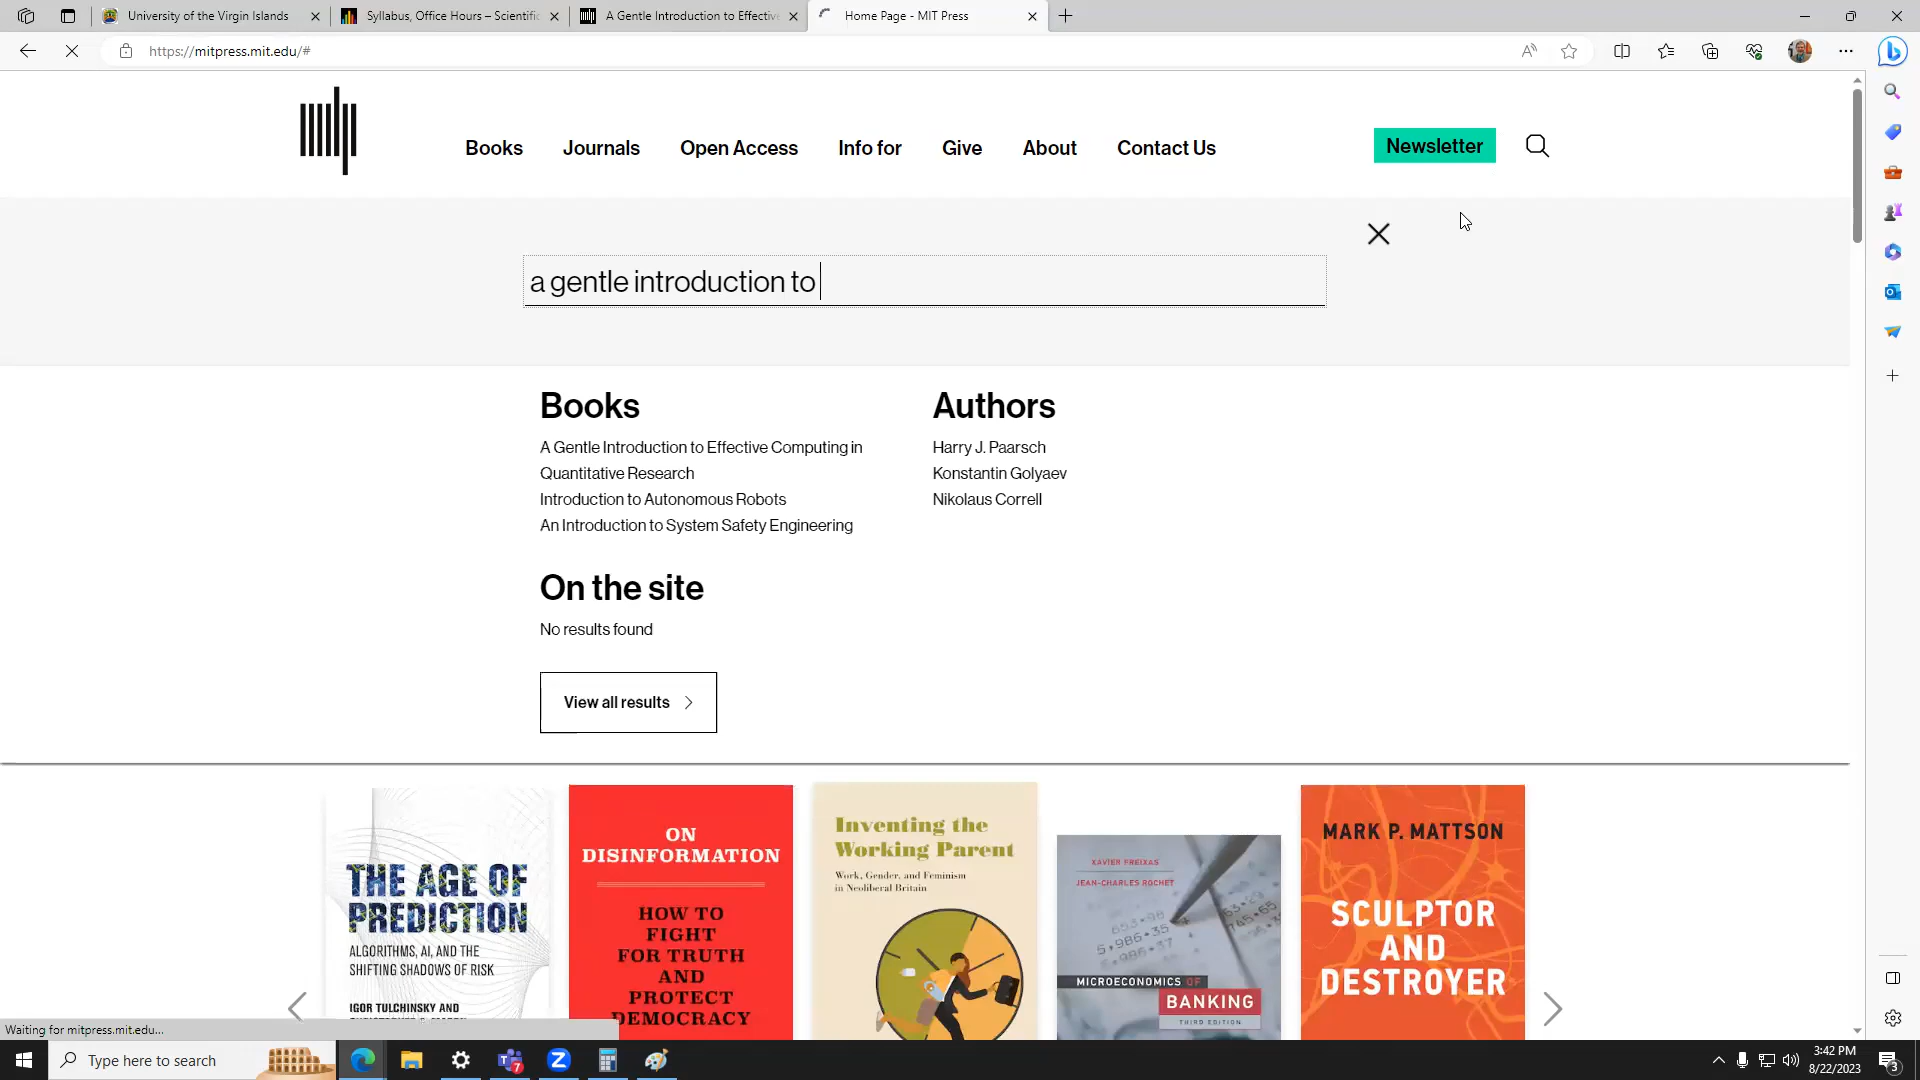 University of the Virgin Islands
Syllabus, Office Hours – Scientific
A Gentle Introduction to Effective
Home Page - MIT Press
https://mitpress.mit.edu/#
Books
Journals
Open Access
Info for
Give
About
Contact Us
Newsletter
a gentle introduction to
Books
A Gentle Introduction to Effective Computing in
Quantitative Research
Introduction to Autonomous Robots
An Introduction to System Safety Engineering
Authors
Harry J. Paarsch
Konstantin Golyaev
Nikolaus Correll
On the site
No results found
View all results
THE AGE OF
PREDICTION
ALGORITHMS, AI, AND THE
SHIFTING SHADOWS OF RISK
IGOR TULCHINSKY AND
ON
DISINFORMATION
HOW TO
FIGHT
FOR TRUTH
AND
PROTECT
DEMOCRACY
Inventing the
Working Parent
Work, Gender, and Feminism
in Neoliberal Britain
XAVIER FREIXAS
JEAN-CHARLES ROCHET
MICROECONOMICS OF
BANKING
THIRD EDITION
MARK P. MATTSON
SCULPTOR
AND
DESTROYER
Waiting for mitpress.mit.edu...
Type here to search
7
3:42 PM
8/22/2023
3